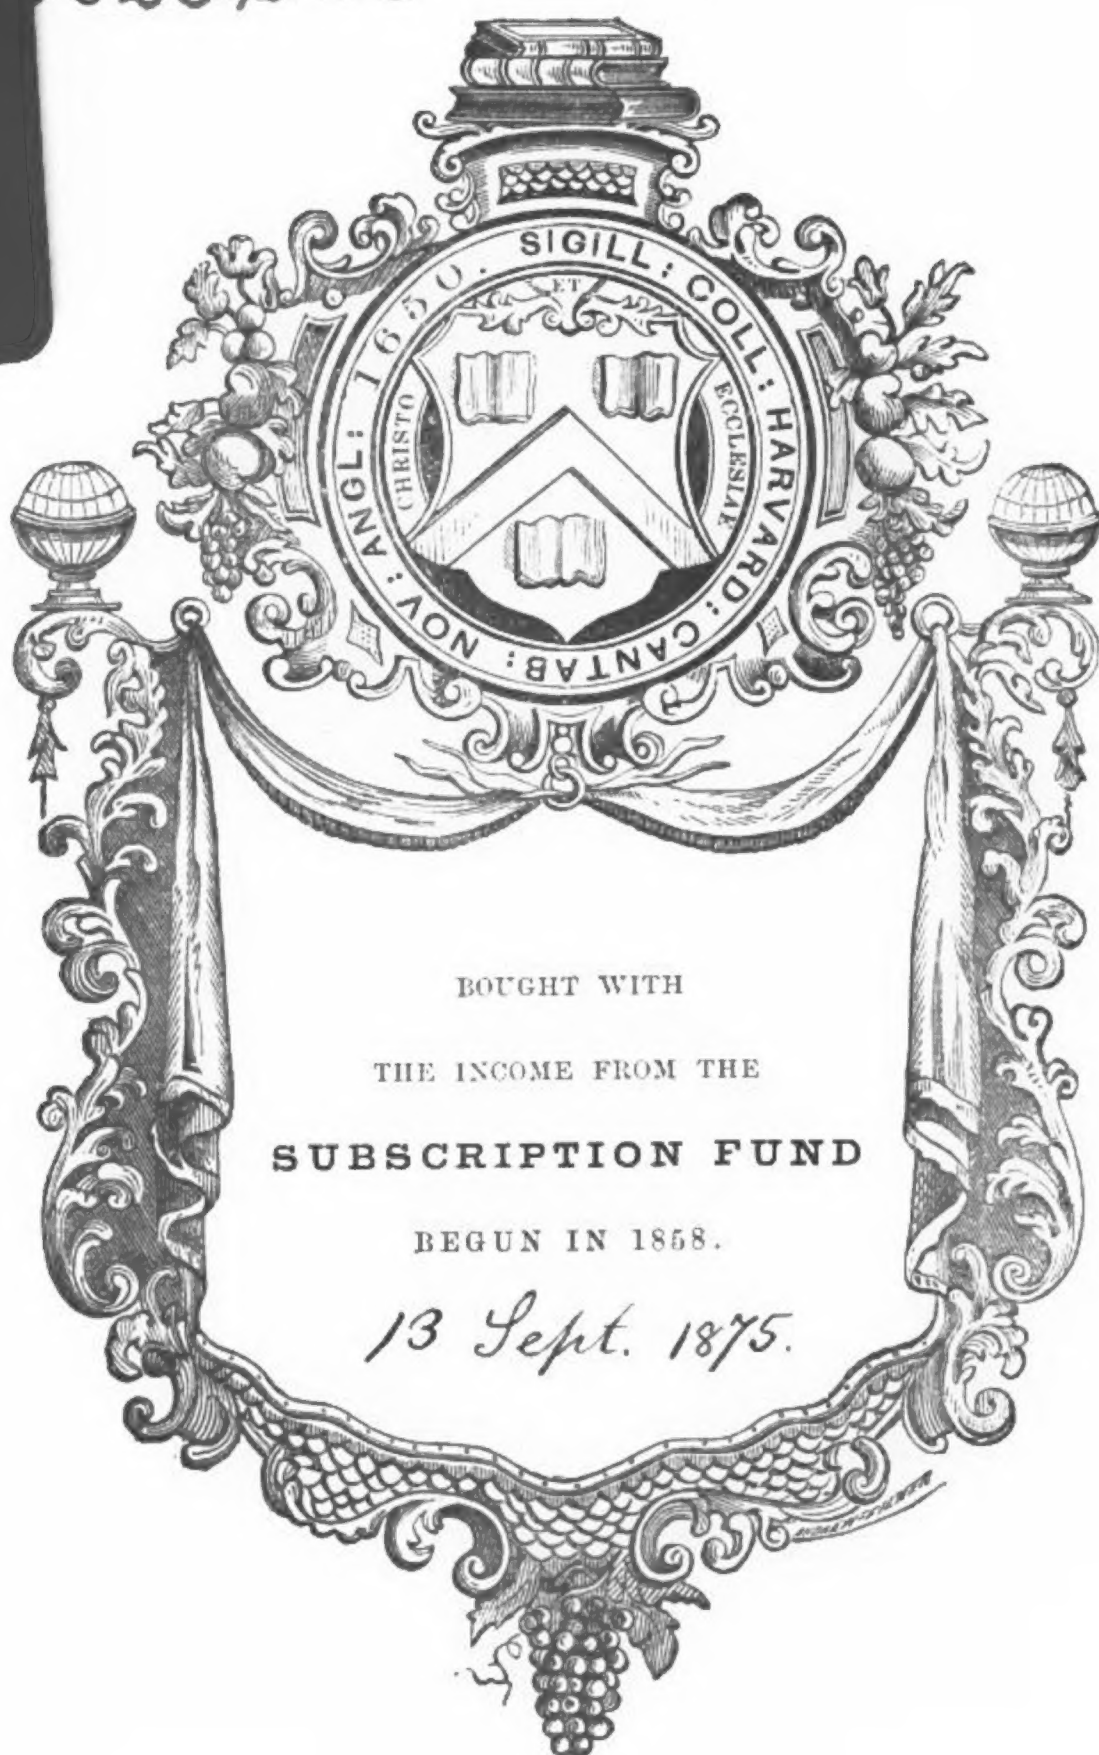 SIGILL: COLL: HARVARD: CANTAB: NOV: ANGL: 1650.
ET
CHRISTO
ECCLESIAE
BOUGHT WITH
THE INCOME FROM THE
SUBSCRIPTION FUND
BEGUN IN 1858.
13 Sept. 1875.